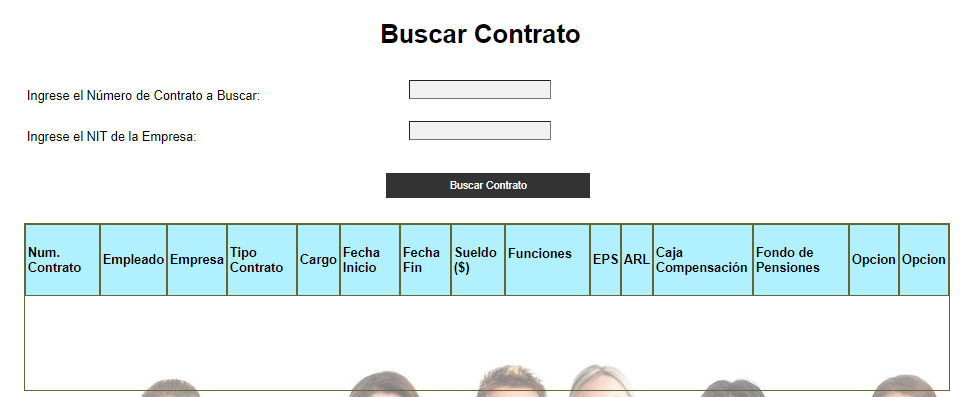 Buscar Contrato
Ingrese el Número de Contrato a Buscar:
Ingrese el NIT de la Empresa:
Buscar Contrato
Num. Contrato Empleado Empresa Tipo Contrato Cargo Fecha Inicio Fecha Fin Sueldo ($) Funciones EPS ARL Caja Compensación Fondo de Pensiones Opcion Opcion